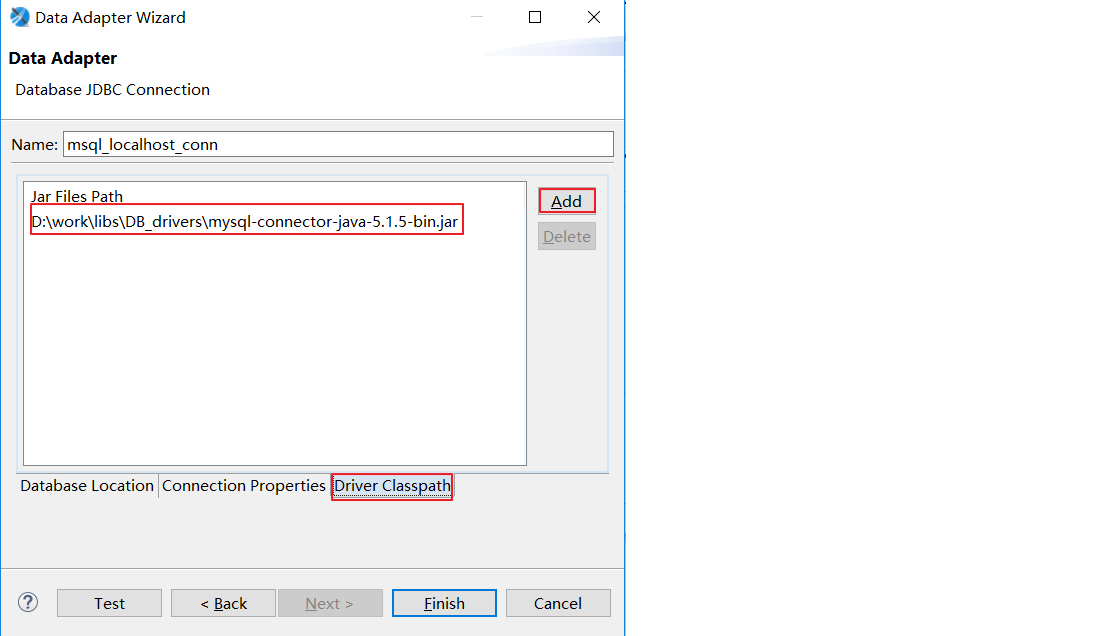 Data Adapter Wizard
Data Adapter
Database JDBC Connection
Name: msql_localhost_conn
Jar Files Path
Add
D:\work\libs\DB_drivers\mysql-connector-java-5.1.5-bin.jar
Delete
Database Location Connection Properties Driver Classpath
? Test < Back Next > Finish Cancel